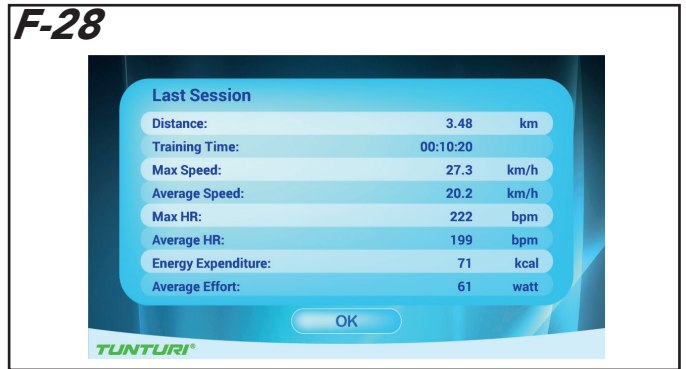 F-28
Last Session
Distance: 3.48 km
Training Time: 00:10:20
Max Speed: 27.3 km/h
Average Speed: 20.2 km/h
Max HR: 222 bpm
Average HR: 199 bpm
Energy Expenditure: 71 kcal
Average Effort: 61 watt
OK
TUNTURI®